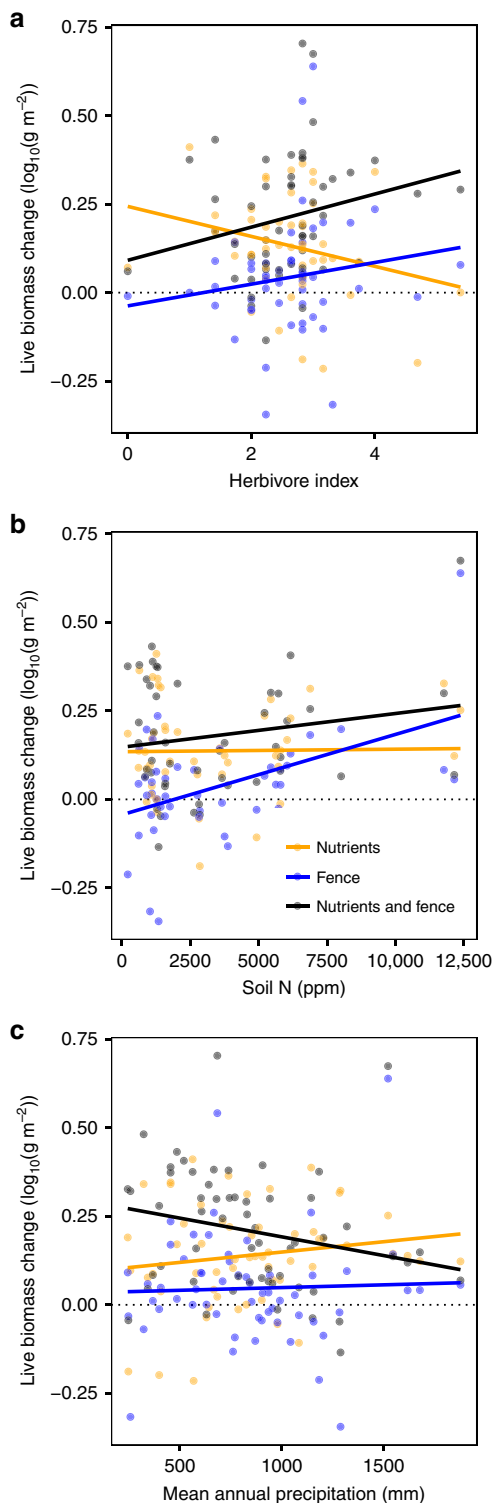 a
Live biomass change (log10(g m−2))
0.75
0.50
0.25
0.00
−0.25
0 2 4
Herbivore index
b
Live biomass change (log10(g m−2))
0.75
0.50
0.25
0.00
−0.25
Nutrients
Fence
Nutrients and fence
0 2500 5000 7500 10,000 12,500
Soil N (ppm)
c
Live biomass change (log10(g m−2))
0.75
0.50
0.25
0.00
−0.25
500 1000 1500
Mean annual precipitation (mm)